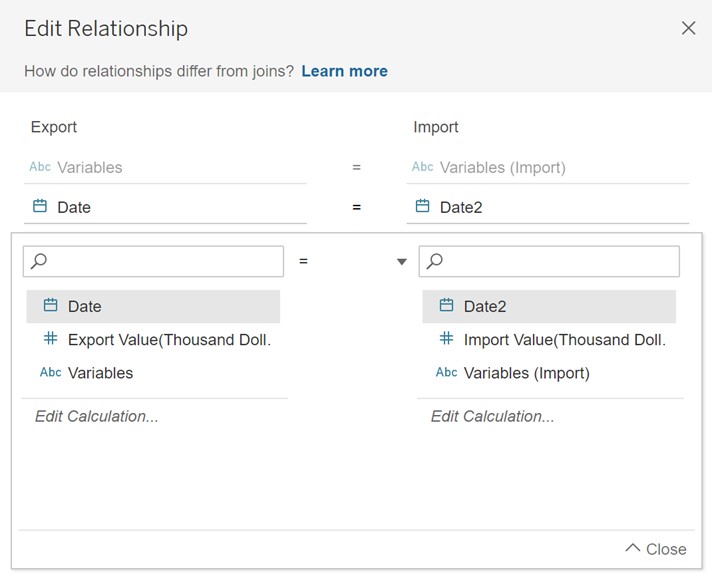 Edit Relationship
How do relationships differ from joins? Learn more
Export Import
Abc Variables = Abc Variables (Import)
Date = Date2
=
Date Date2
Export Value(Thousand Doll. Import Value(Thousand Doll.
Abc Variables Abc Variables (Import)
Edit Calculation... Edit Calculation...
Close